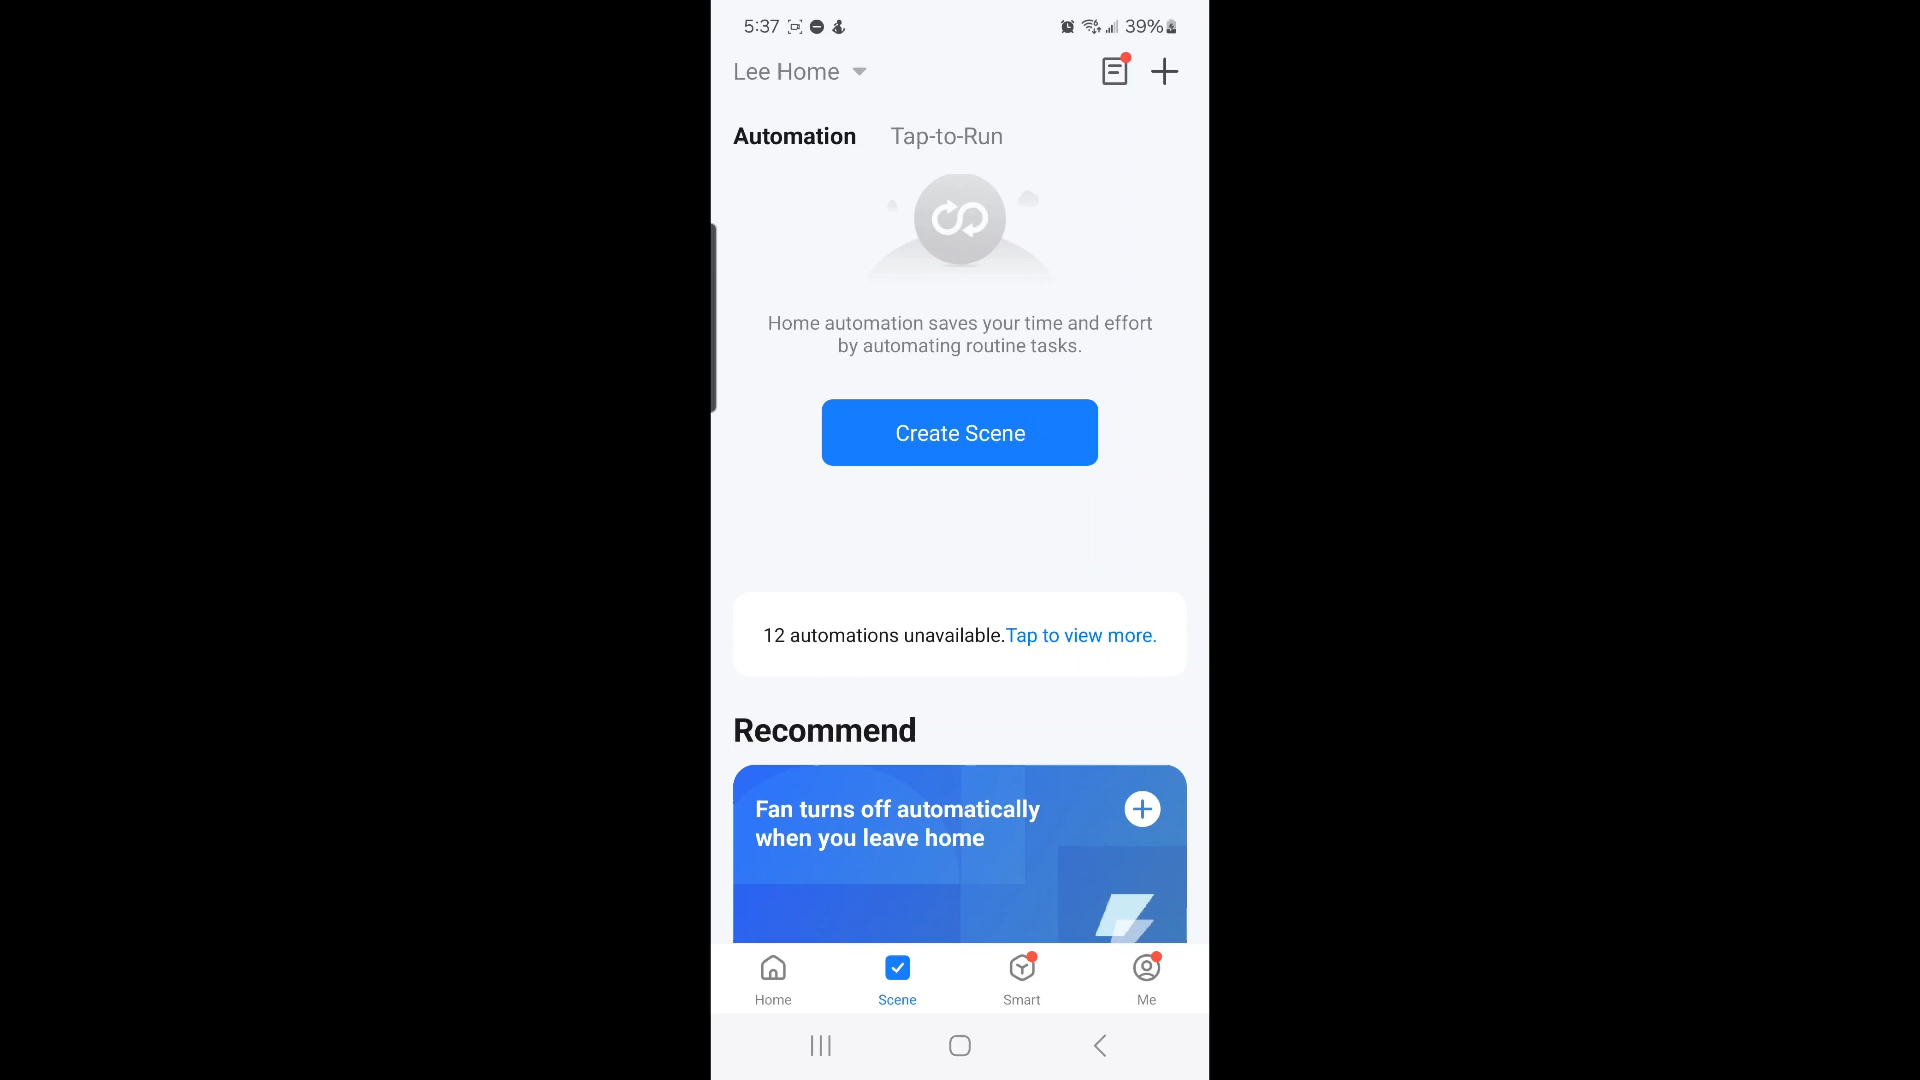 5:37
39%
Lee Home
Automation
Tap-to-Run
Home automation saves your time and effort
by automating routine tasks.
Create Scene
12 automations unavailable.Tap to view more.
Recommend
Fan turns off automatically
when you leave home
Home
Scene
Smart
Me